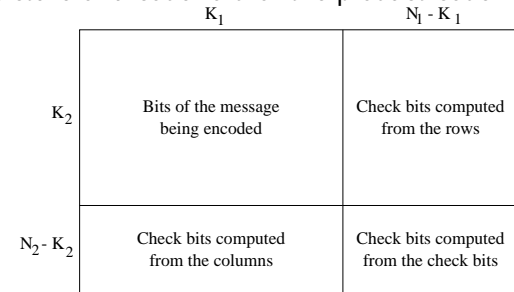 K1 N1 - K1
K2
Bits of the message
being encoded
Check bits computed
from the rows
N2 - K2
Check bits computed
from the columns
Check bits computed
from the check bits